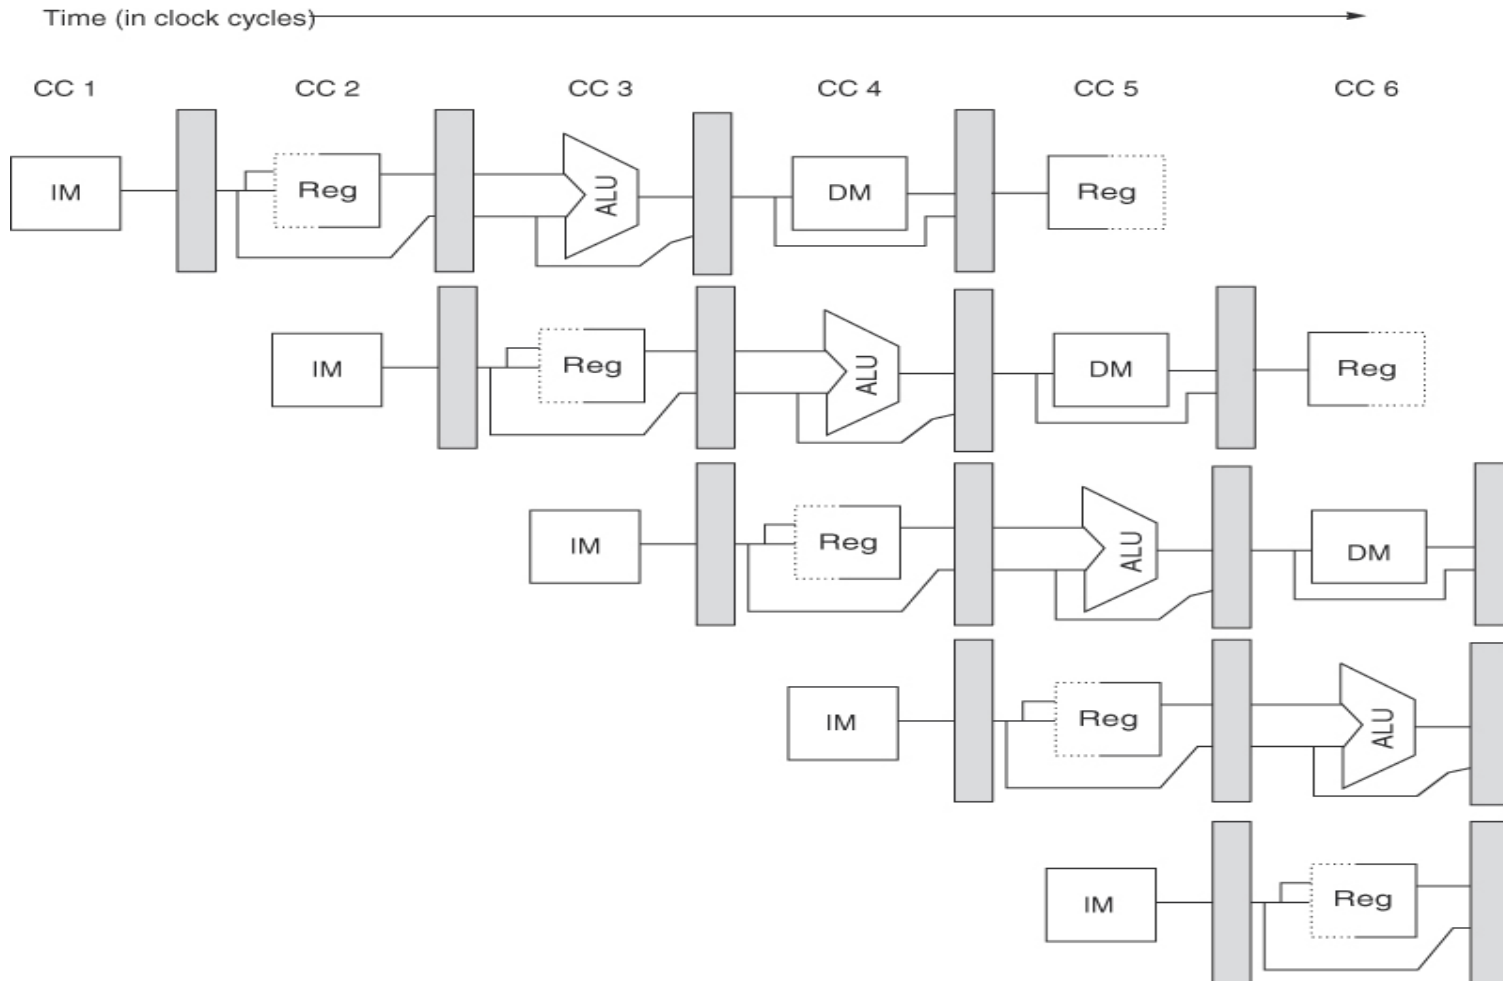 Time (in clock cycles)
CC 1 CC 2 CC 3 CC 4 CC 5 CC 6
IM Reg ALU DM Reg
IM Reg ALU DM Reg
IM Reg ALU DM
IM Reg ALU
IM Reg